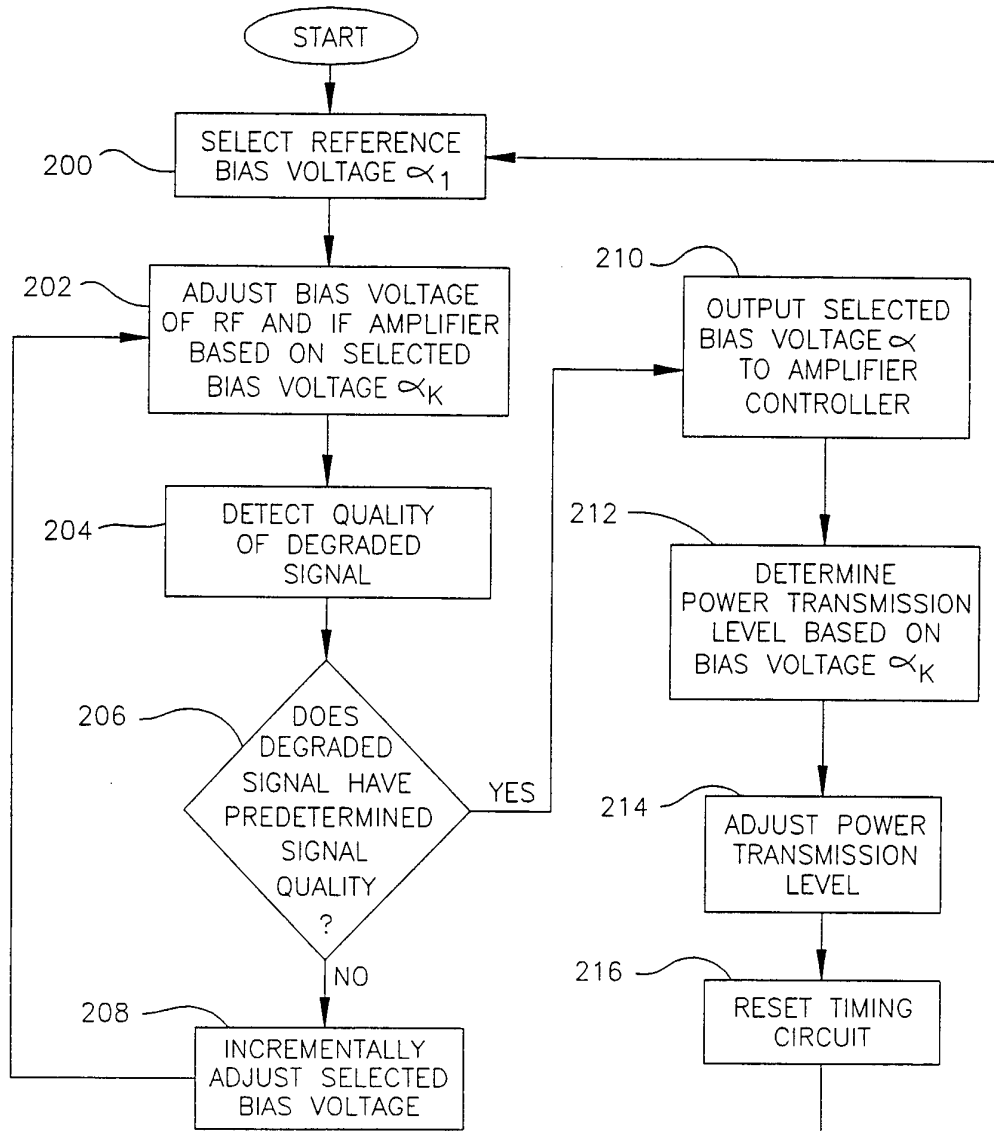 START
200
SELECT REFERENCE
BIAS VOLTAGE ∝1
202
ADJUST BIAS VOLTAGE
OF RF AND IF AMPLIFIER
BASED ON SELECTED
BIAS VOLTAGE ∝K
204
DETECT QUALITY
OF DEGRADED
SIGNAL
206
DOES
DEGRADED
SIGNAL HAVE
PREDETERMINED
SIGNAL
QUALITY
?
YES
NO
208
INCREMENTALLY
ADJUST SELECTED
BIAS VOLTAGE
210
OUTPUT SELECTED
BIAS VOLTAGE ∝
TO AMPLIFIER
CONTROLLER
212
DETERMINE
POWER TRANSMISSION
LEVEL BASED ON
BIAS VOLTAGE ∝K
214
ADJUST POWER
TRANSMISSION
LEVEL
216
RESET TIMING
CIRCUIT